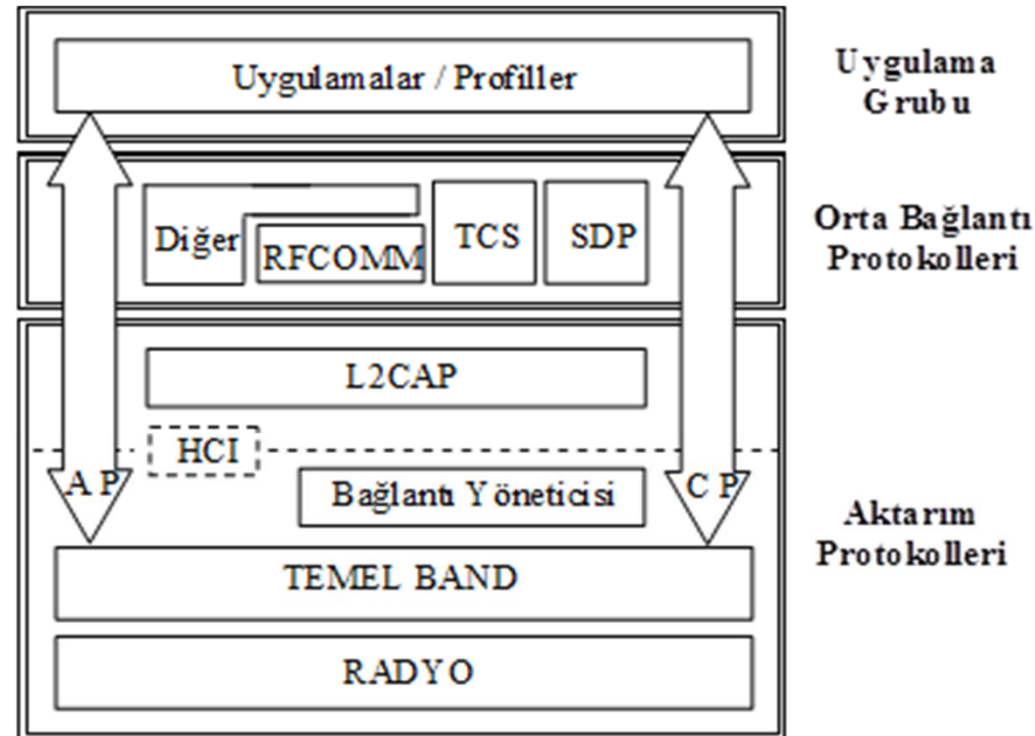 Uygulamalar / Profiller
Uygulama
Grubu
Diğer
RFCOMM
TCS
SDP
Orta Bağlantı
Protokolleri
L2CAP
HCI
A P
C P
Bağlantı Yöneticisi
Aktarım
Protokolleri
TEMEL BAND
RADYO